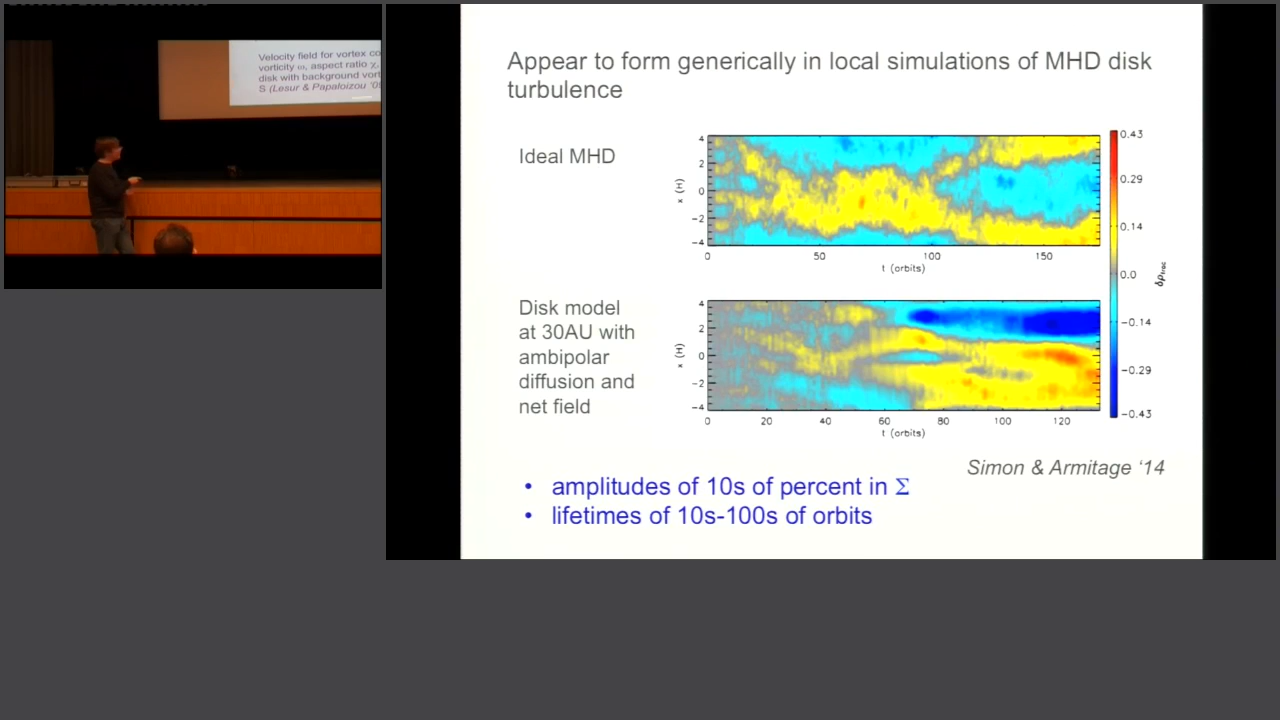 Velocity field for vortex co
vorticity ω, aspect ratio χ,
disk with background vort
S (Lesur & Papaloizou '09
Appear to form generically in local simulations of MHD disk
turbulence
Ideal MHD
4
2
0
−2
−4
x (H)
0 50 100 150
t (orbits)
0.43
0.29
0.14
0.0
−0.14
−0.29
−0.43
Disk model
at 30AU with
ambipolar
diffusion and
net field
4
2
0
−2
−4
x (H)
0 20 40 60 80 100 120
t (orbits)
Simon & Armitage '14
• amplitudes of 10s of percent in Σ
• lifetimes of 10s-100s of orbits